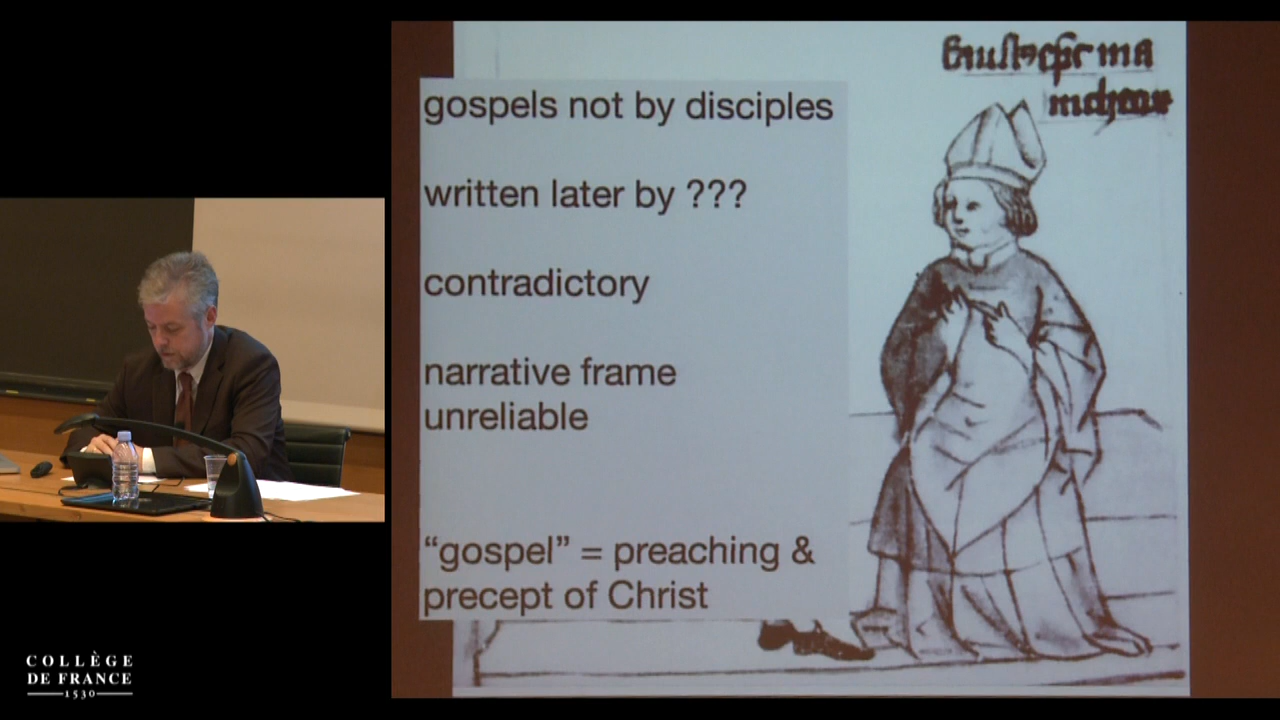 gospels not by disciples
written later by ???
contradictory
narrative frame
unreliable
“gospel” = preaching &
precept of Christ
COLLÈGE
DE FRANCE
1530